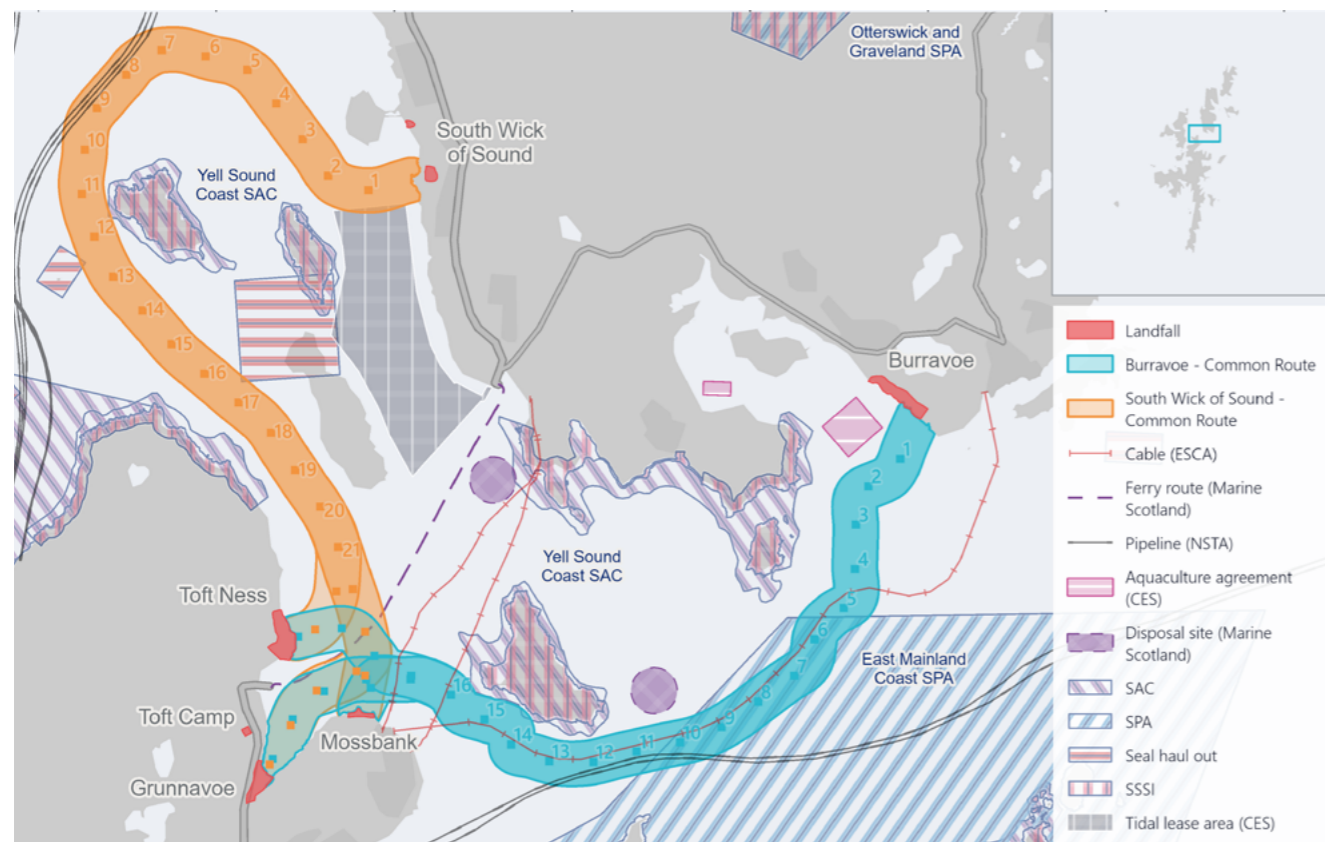 Otterswick and
Graveland SPA
South Wick
of Sound
Yell Sound
Coast SAC
7
6
5
8
4
9
3
10
2
1
11
12
13
14
15
16
17
18
19
20
21
Burravoe
1
2
3
4
5
6
7
8
9
10
11
12
13
14
15
16
Yell Sound
Coast SAC
East Mainland
Coast SPA
Toft Ness
Toft Camp
Mossbank
Grunnavoe
Landfall
Burravoe - Common Route
South Wick of Sound -
Common Route
Cable (ESCA)
Ferry route (Marine
Scotland)
Pipeline (NSTA)
Aquaculture agreement
(CES)
Disposal site (Marine
Scotland)
SAC
SPA
Seal haul out
SSSI
Tidal lease area (CES)